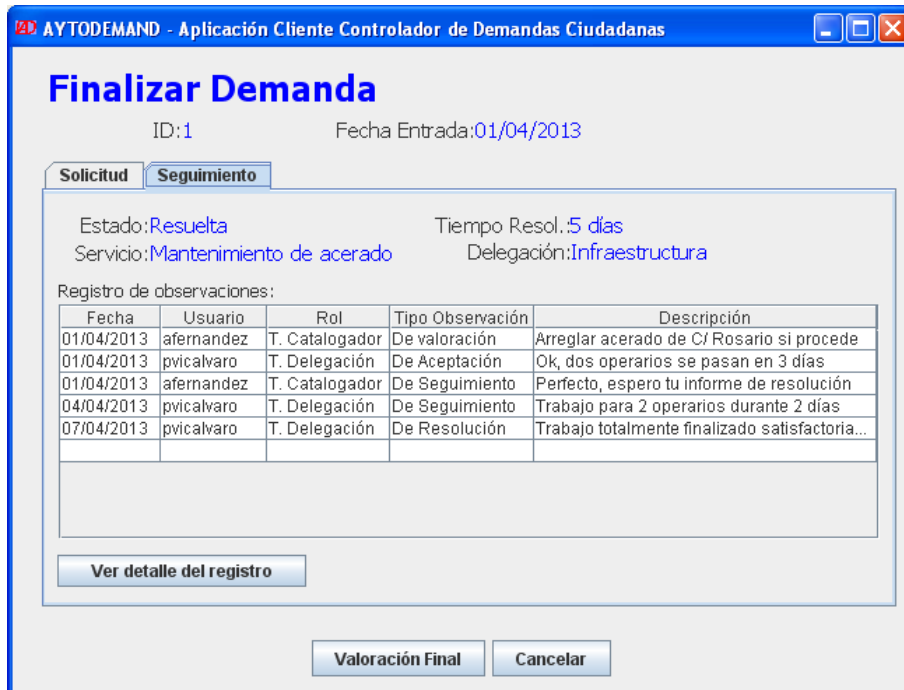 AYTODEMAND - Aplicación Cliente Controlador de Demandas Ciudadanas
Finalizar Demanda
ID:1 Fecha Entrada:01/04/2013
Solicitud Seguimiento
Estado:Resuelta Tiempo Resol.:5 días
Servicio:Mantenimiento de acerado Delegación:Infraestructura
Registro de observaciones:
Fecha Usuario Rol Tipo Observación Descripción
01/04/2013 afernandez T. Catalogador De valoración Arreglar acerado de C/ Rosario si procede
01/04/2013 pvicalvaro T. Delegación De Aceptación Ok, dos operarios se pasan en 3 días
01/04/2013 afernandez T. Catalogador De Seguimiento Perfecto, espero tu informe de resolución
04/04/2013 pvicalvaro T. Delegación De Seguimiento Trabajo para 2 operarios durante 2 días
07/04/2013 pvicalvaro T. Delegación De Resolución Trabajo totalmente finalizado satisfactoria...
Ver detalle del registro
Valoración Final Cancelar